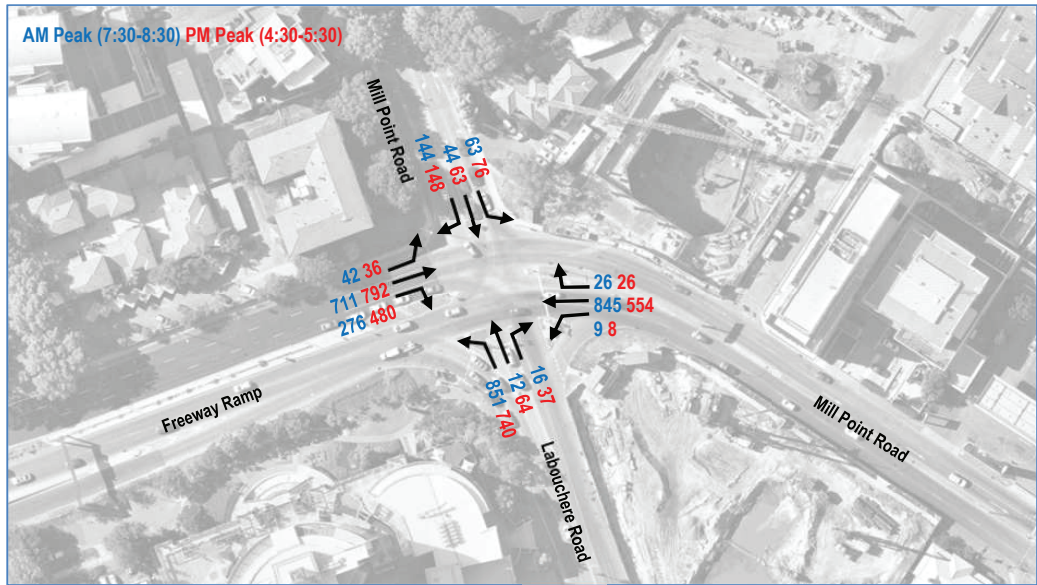 AM Peak (7:30-8:30) PM Peak (4:30-5:30)
Mill Point Road
144 148
44 63
63 76
42 36
711 792
276 480
26 26
845 554
9 8
851 740
12 64
16 37
Freeway Ramp
Labouchere Road
Mill Point Road